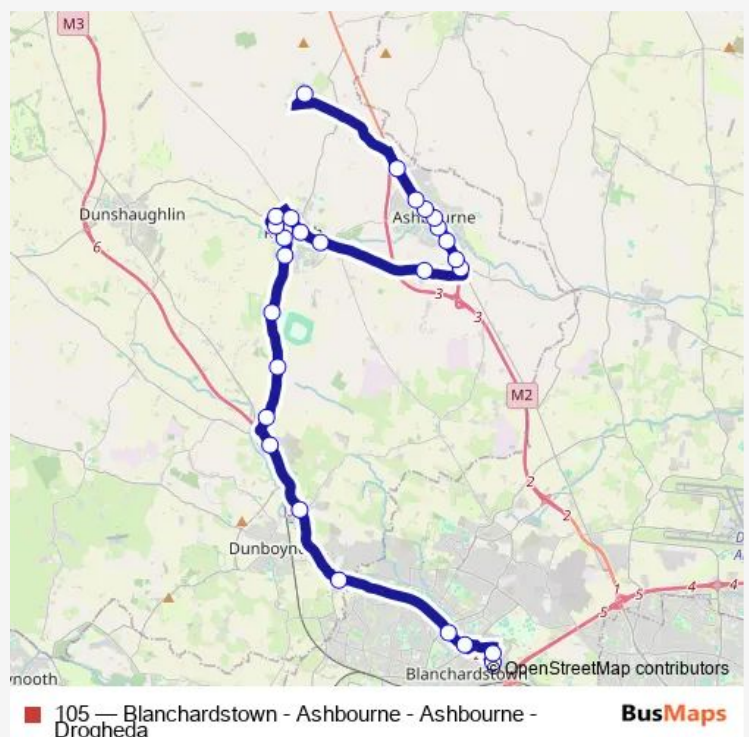 M3
Dunshaughlin
Ashbourne
6
3
3
M2
2
2
Dunboyne
1
5
4
4
5
Blanchardstown
© OpenStreetMap contributors
nooth
105 — Blanchardstown - Ashbourne - Ashbourne -
Drogheda
BusMaps